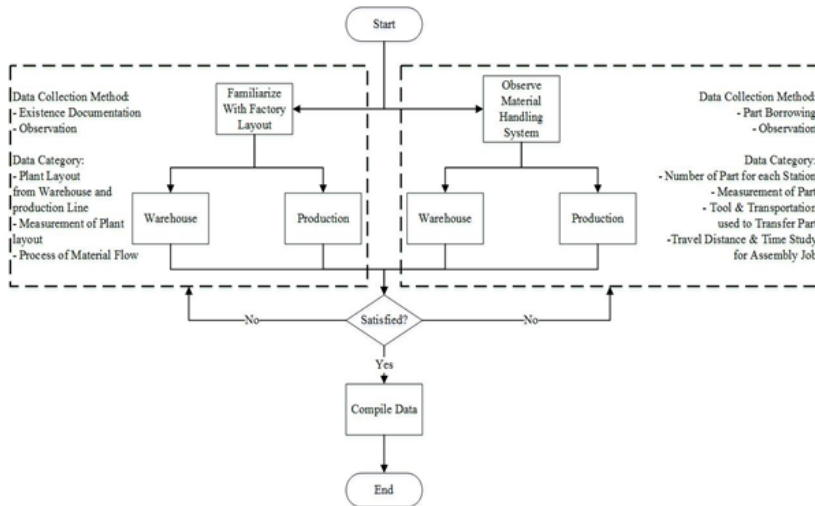 Start
Data Collection Method:
- Existence Documentation
- Observation
Data Category:
- Plant Layout
from Warehouse and
production Line
- Measurement of Plant
layout
- Process of Material Flow
Familiarize
With Factory
Layout
Warehouse
Production
Observe
Material
Handling
System
Warehouse
Production
Data Collection Method:
- Part Borrowing
- Observation
Data Category:
- Number of Part for each Station
- Measurement of Part
- Tool & Transportation
used to Transfer Part
-Travel Distance & Time Study
for Assembly Job
No
Satisfied?
No
Yes
Compile Data
End